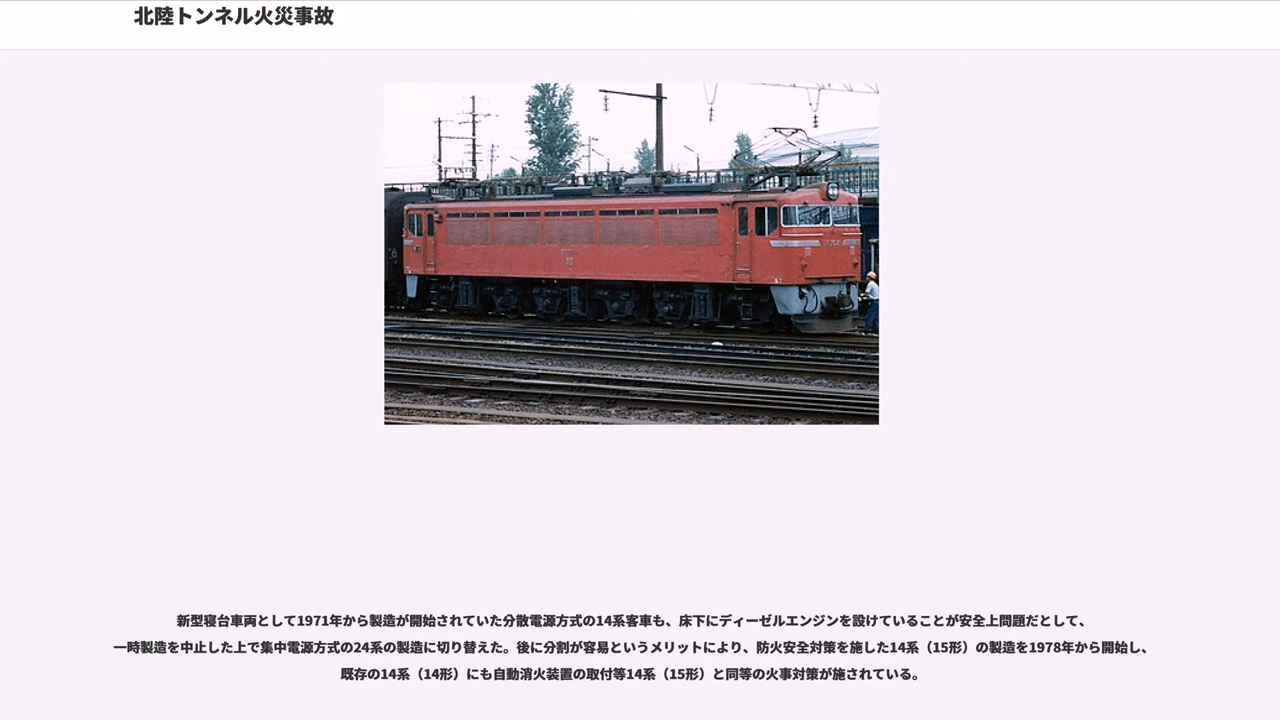 北陸トンネル火災事故
新型寝台車両として1971年から製造が開始されていた分散電源方式の14系客車も、床下にディーゼルエンジンを設けていることが安全上問題だとして、
一時製造を中止した上で集中電源方式の24系の製造に切り替えた。後に分割が容易というメリットにより、防火安全対策を施した14系（15形）の製造を1978年から開始し、
既存の14系（14形）にも自動消火装置の取付等14系（15形）と同等の火事対策が施されている。